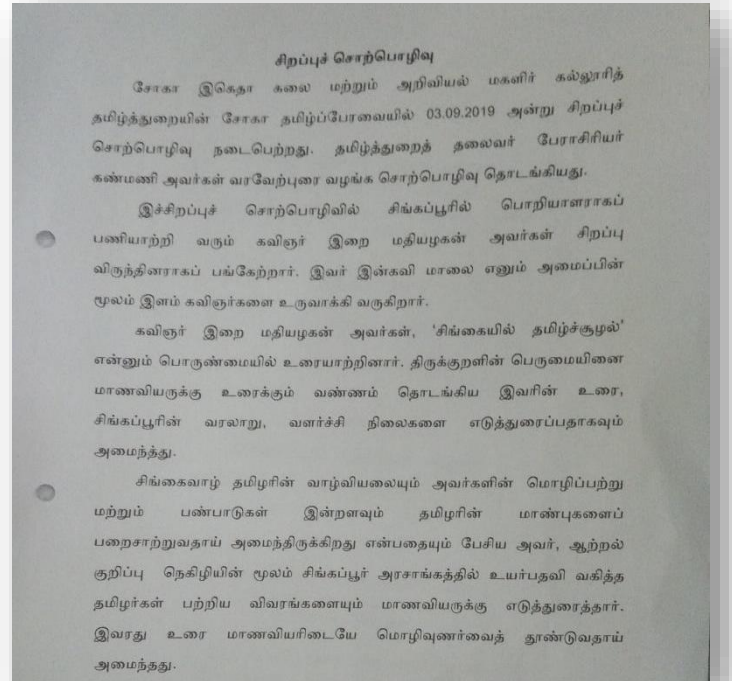 சிறப்புச் சொற்பொழிவு
சோகா இகெதா கலை மற்றும் அறிவியல் மகளிர் கல்லூரித்
தமிழ்த்துறையின் சோகா தமிழ்ப்பேரவையில் 03.09.2019 அன்று சிறப்புச்
சொற்பொழிவு நடைபெற்றது. தமிழ்த்துறைத் தலைவர் பேராசிரியர்
கண்மணி அவர்கள் வரவேற்புரை வழங்க சொற்பொழிவு தொடங்கியது.
இச்சிறப்புச் சொற்பொழிவில் சிங்கப்பூரில் பொறியாளராகப்
பணியாற்றி வரும் கவிஞர் இறை மதியழகன் அவர்கள் சிறப்பு
விருந்தினராகப் பங்கேற்றார். இவர் இன்கவி மாலை எனும் அமைப்பின்
மூலம் இளம் கவிஞர்களை உருவாக்கி வருகிறார்.
கவிஞர் இறை மதியழகன் அவர்கள், 'சிங்கையில் தமிழ்ச்சூழல்'
என்னும் பொருண்மையில் உரையாற்றினார். திருக்குறளின் பெருமையினை
மாணவியருக்கு உரைக்கும் வண்ணம் தொடங்கிய இவரின் உரை,
சிங்கப்பூரின் வரலாறு, வளர்ச்சி நிலைகளை எடுத்துரைப்பதாகவும்
அமைந்த்து.
சிங்கைவாழ் தமிழரின் வாழ்வியலையும் அவர்களின் மொழிப்பற்று
மற்றும் பண்பாடுகள் இன்றளவும் தமிழரின் மாண்புகளைப்
பறைசாற்றுவதாய் அமைந்திருக்கிறது என்பதையும் பேசிய அவர், ஆற்றல்
குறிப்பு நெகிழியின் மூலம் சிங்கப்பூர் அரசாங்கத்தில் உயர்பதவி வகித்த
தமிழர்கள் பற்றிய விவரங்களையும் மாணவியருக்கு எடுத்துரைத்தார்.
இவரது உரை மாணவியரிடையே மொழிவுணர்வைத் தூண்டுவதாய்
அமைந்தது.